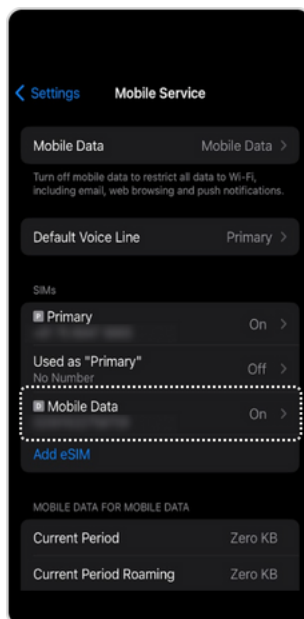 Settings
Mobile Service
Mobile Data
Mobile Data
Turn off mobile data to restrict all data to Wi-Fi,
including email, web browsing and push notifications.
Default Voice Line
Primary
SIMs
P Primary
On
Used as "Primary"
Off
No Number
D Mobile Data
On
Add eSIM
MOBILE DATA FOR MOBILE DATA
Current Period
Zero KB
Current Period Roaming
Zero KB